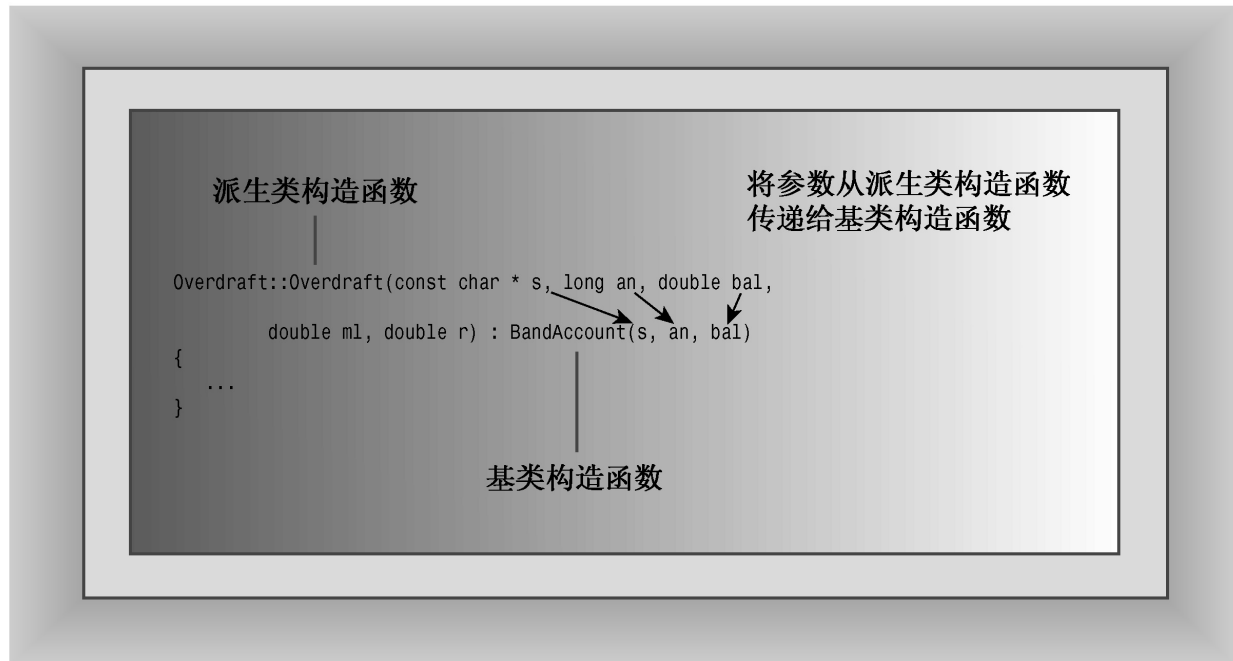 派生类构造函数
将参数从派生类构造函数
传递给基类构造函数
Overdraft::Overdraft(const char * s, long an, double bal,
double ml, double r) : BandAccount(s, an, bal)
{
...
}
基类构造函数